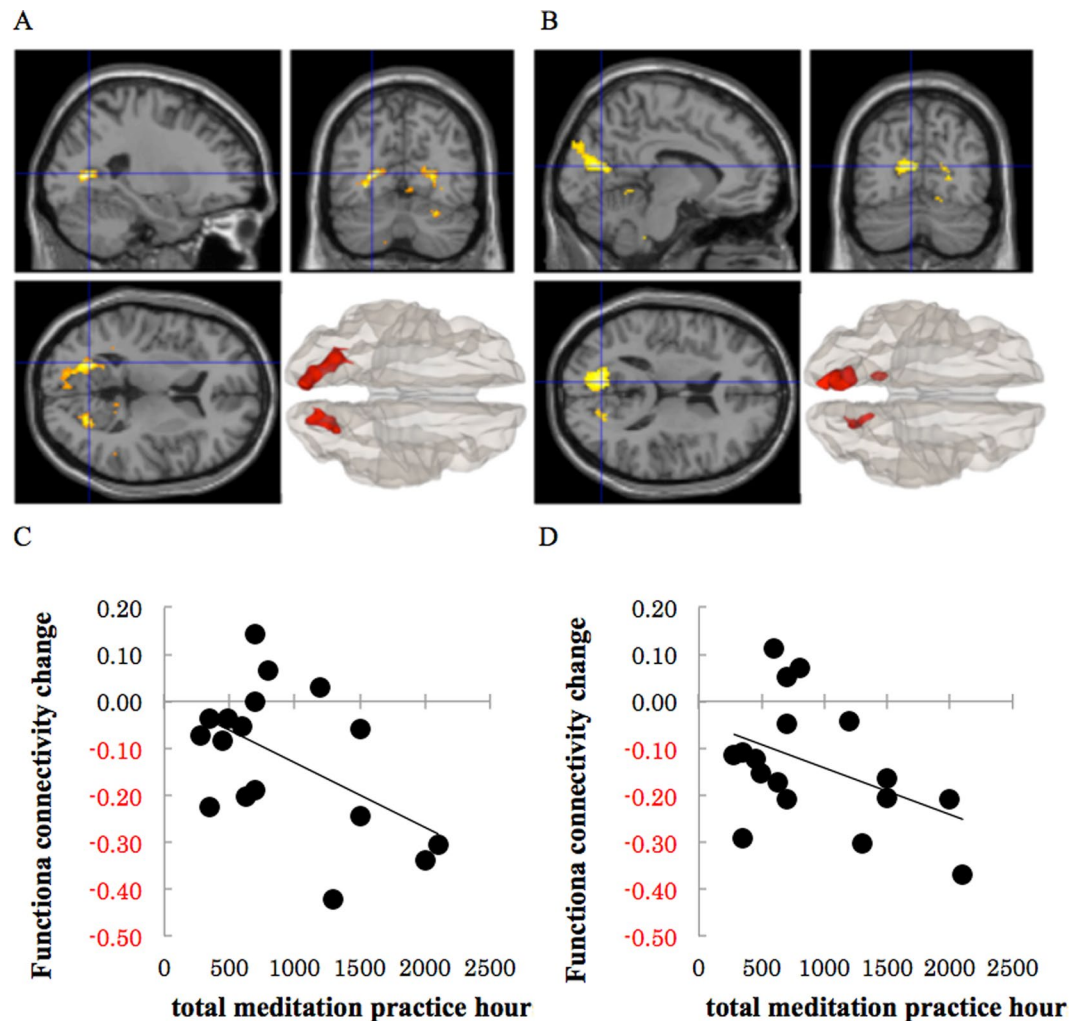 A
B
C
D
Functiona connectivity change
0.20
0.10
0.00
-0.10
-0.20
-0.30
-0.40
-0.50
0 500 1000 1500 2000 2500
total meditation practice hour
Functiona connectivity change
0.20
0.10
0.00
-0.10
-0.20
-0.30
-0.40
-0.50
0 500 1000 1500 2000 2500
total meditation practice hour